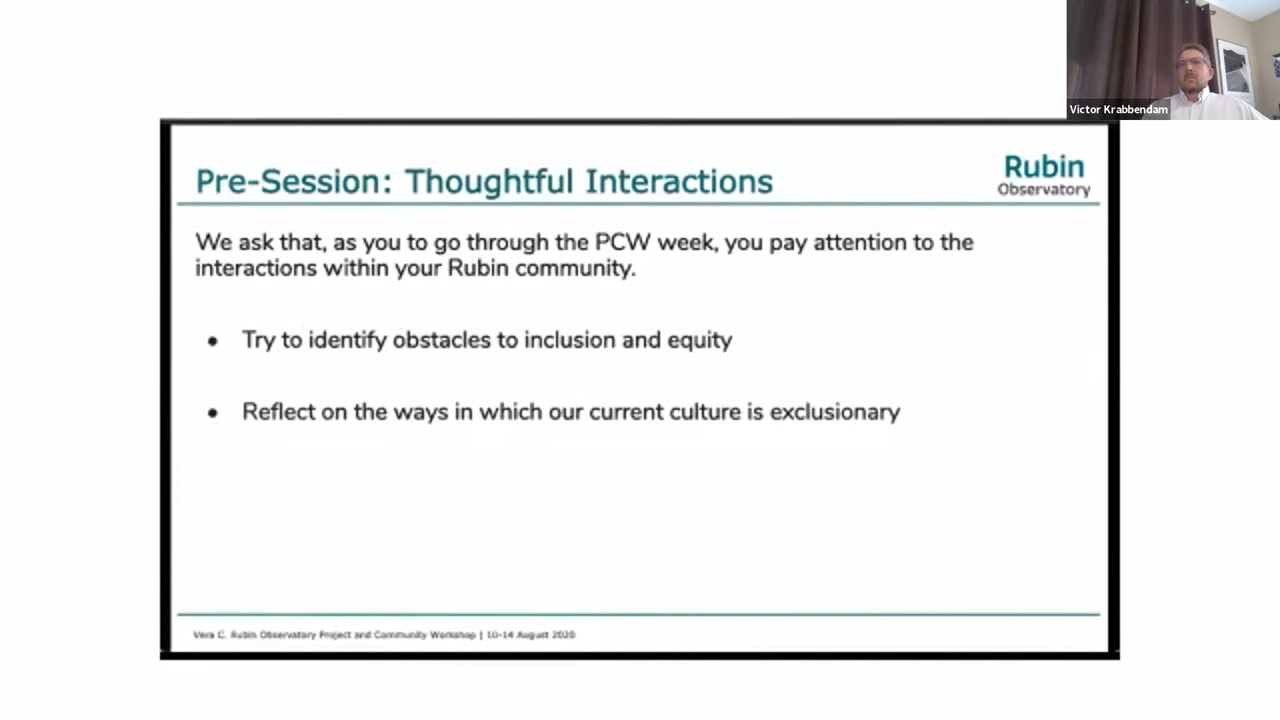 Victor Krabbendam
Pre-Session: Thoughtful Interactions
Rubin
Observatory
We ask that, as you to go through the PCW week, you pay attention to the
interactions within your Rubin community.
• Try to identify obstacles to inclusion and equity
• Reflect on the ways in which our current culture is exclusionary
Vera C. Rubin Observatory Project and Community Workshop | 10-14 August 2020